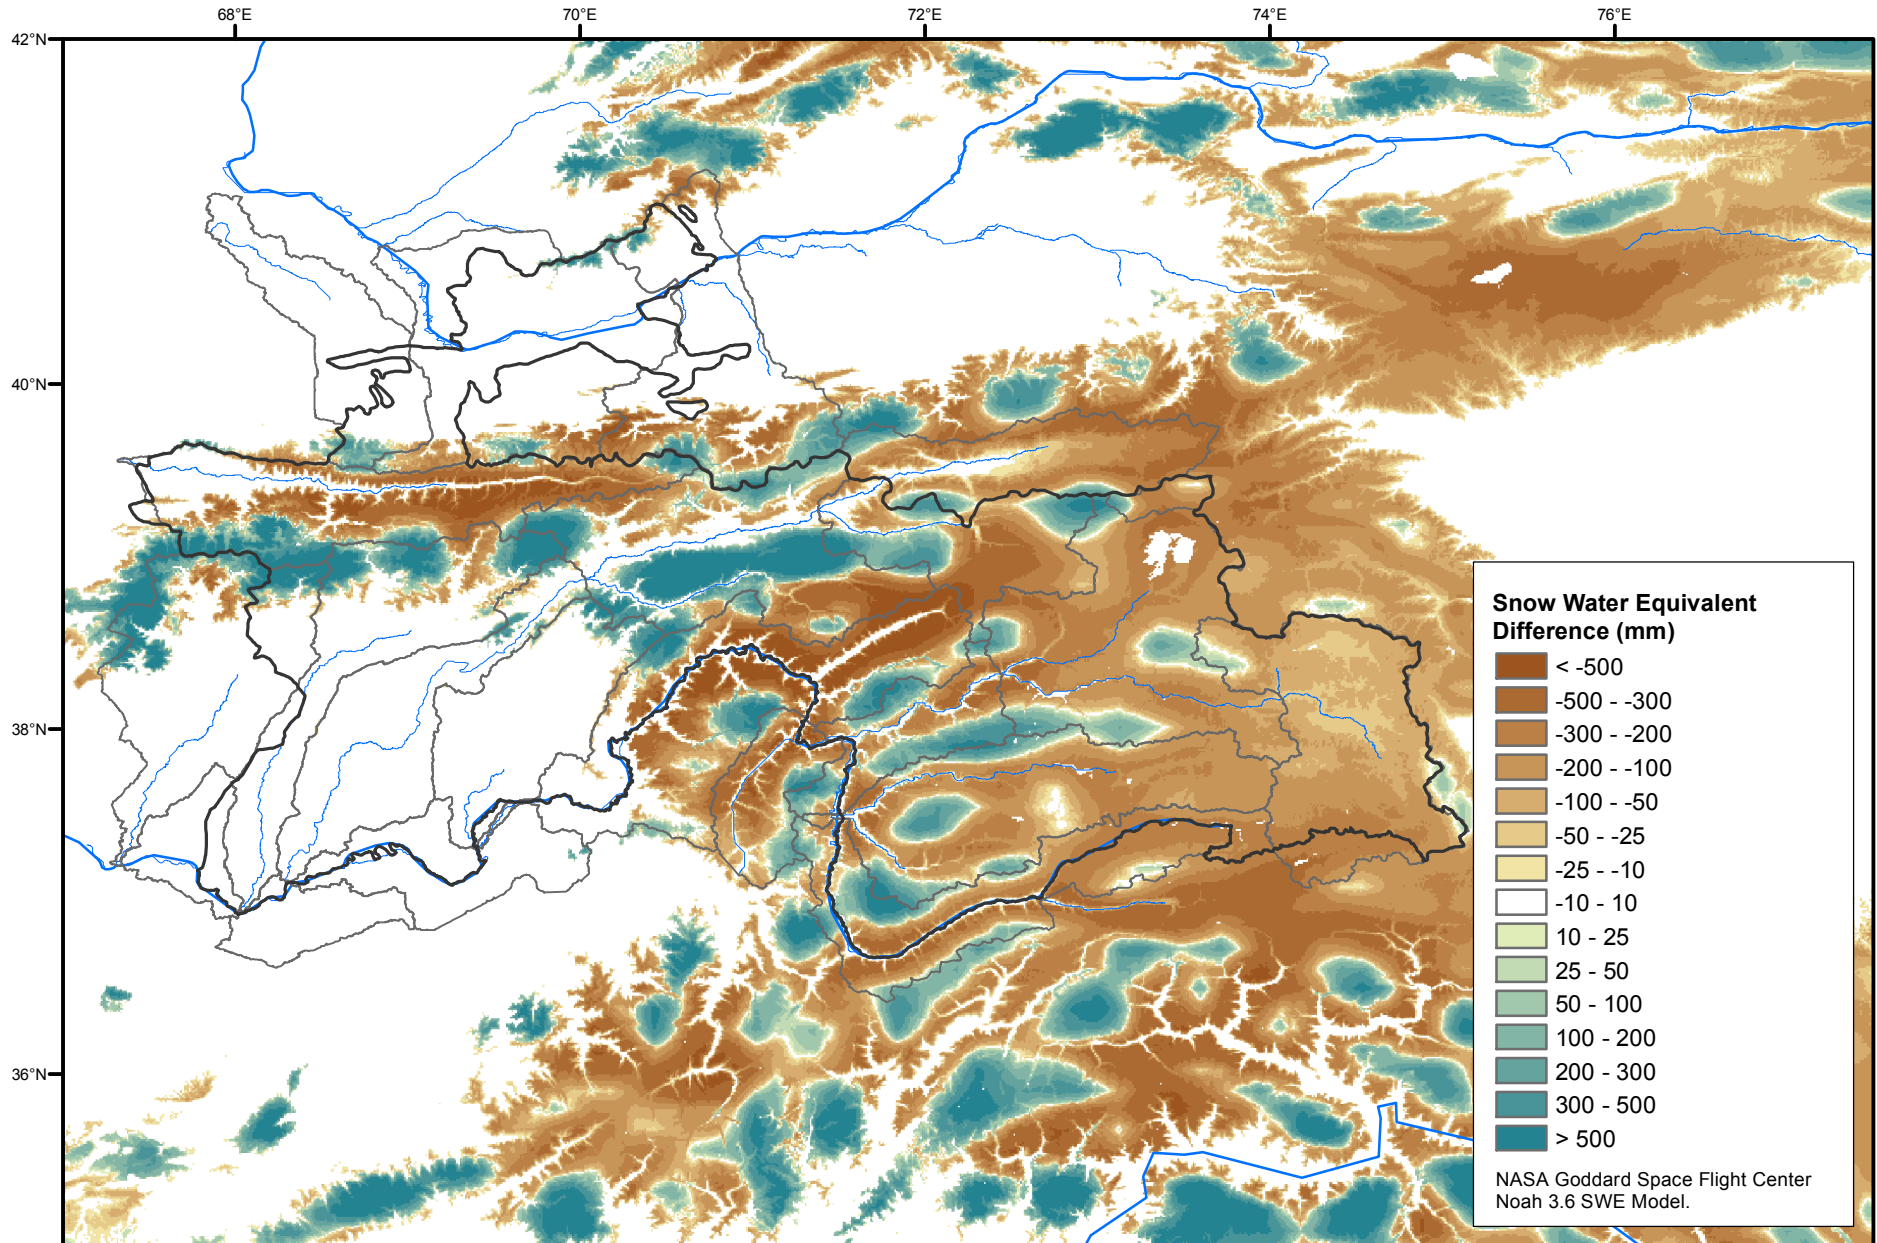 68°E
70°E
72°E
74°E
76°E
42°N
40°N
38°N
36°N
Snow Water Equivalent
Difference (mm)
< -500
-500 - -300
-300 - -200
-200 - -100
-100 - -50
-50 - -25
-25 - -10
-10 - 10
10 - 25
25 - 50
50 - 100
100 - 200
200 - 300
300 - 500
> 500
NASA Goddard Space Flight Center
Noah 3.6 SWE Model.